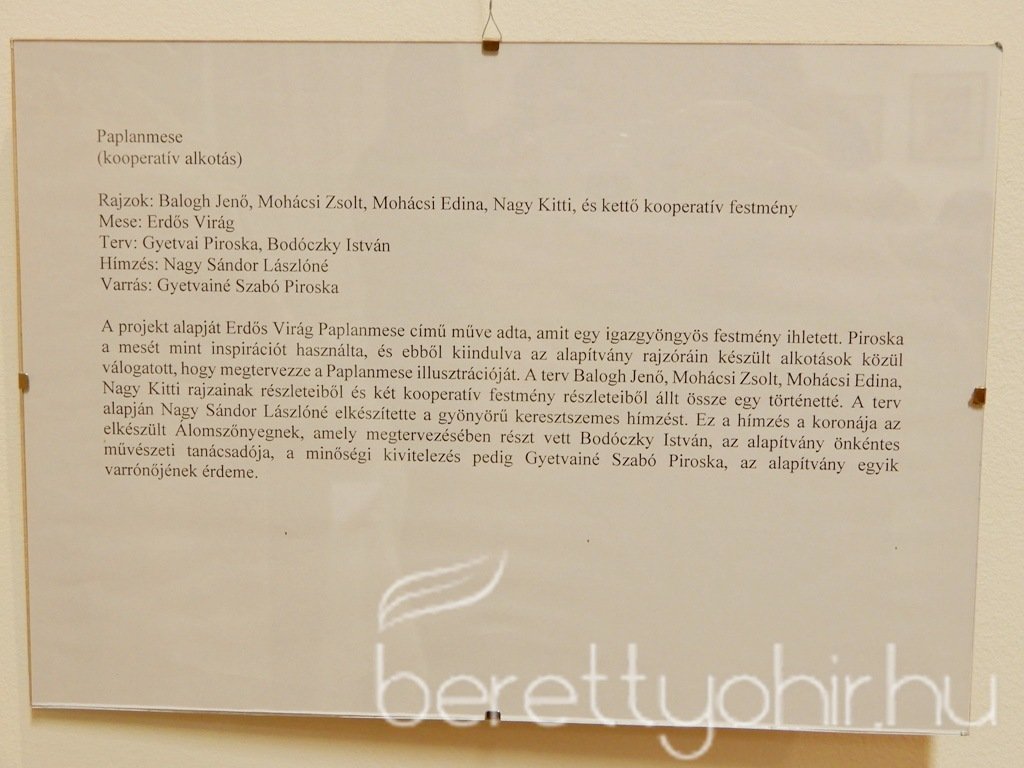 Paplanmese
(kooperatív alkotás)
Rajzok: Balogh Jenő, Mohácsi Zsolt, Mohácsi Edina, Nagy Kitti, és kettő kooperatív festmény
Mese: Erdős Virág
Terv: Gyetvai Piroska, Bodóczky István
Hímzés: Nagy Sándor Lászlóné
Varrás: Gyetvainé Szabó Piroska
A projekt alapját Erdős Virág Paplanmese című műve adta, amit egy igazgyöngyös festmény ihletett. Piroska
a mesét mint inspirációt használta, és ebből kiindulva az alapítvány rajzóráin készült alkotások közül
válogatott, hogy megtervezze a Paplanmese illusztrációját. A terv Balogh Jenő, Mohácsi Zsolt, Mohácsi Edina,
Nagy Kitti rajzainak részleteiből és két kooperatív festmény részleteiből állt össze egy történetté. A terv
alapján Nagy Sándor Lászlóné elkészítette a gyönyörű keresztszemes hímzést. Ez a hímzés a koronája az
elkészült Álomszőnyegnek, amely megtervezésében részt vett Bodóczky István, az alapítvány önkéntes
művészeti tanácsadója, a minőségi kivitelezés pedig Gyetvainé Szabó Piroska, az alapítvány egyik
varrónőjének érdeme.
berettyohir.hu